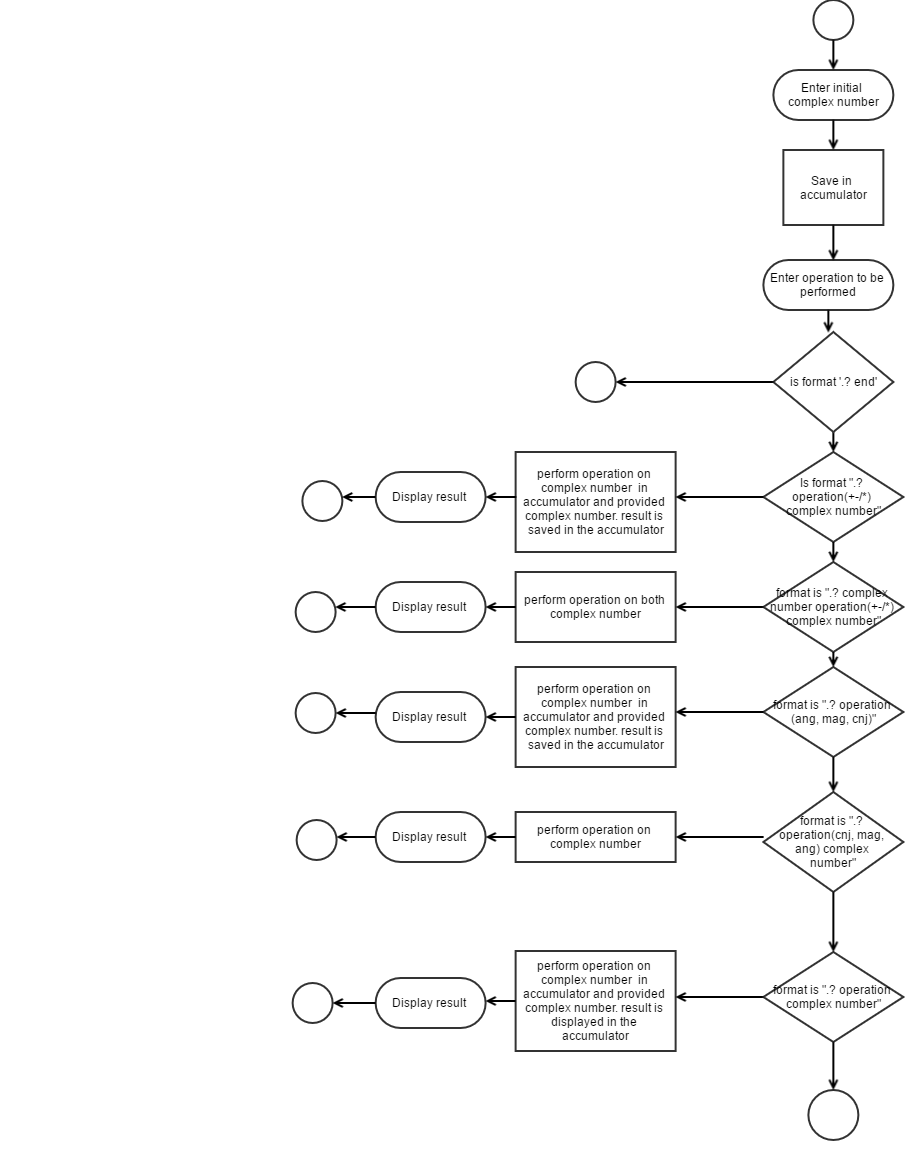 Enter initial
complex number
Save in
accumulator
Enter operation to be
performed
is format '.? end'
Is format ".?
operation(+-/*)
complex number"
perform operation on
complex number in
accumulator and provided
complex number. result is
saved in the accumulator
Display result
format is ".? complex
number operation(+-/*)
complex number"
perform operation on both
complex number
Display result
format is ".? operation
(ang, mag, cnj)"
perform operation on
complex number in
accumulator and provided
complex number. result is
saved in the accumulator
Display result
format is ".?
operation(cnj, mag,
ang) complex
number"
perform operation on
complex number
Display result
format is ".? operation
complex number"
perform operation on
complex number in
accumulator and provided
complex number. result is
displayed in the
accumulator
Display result